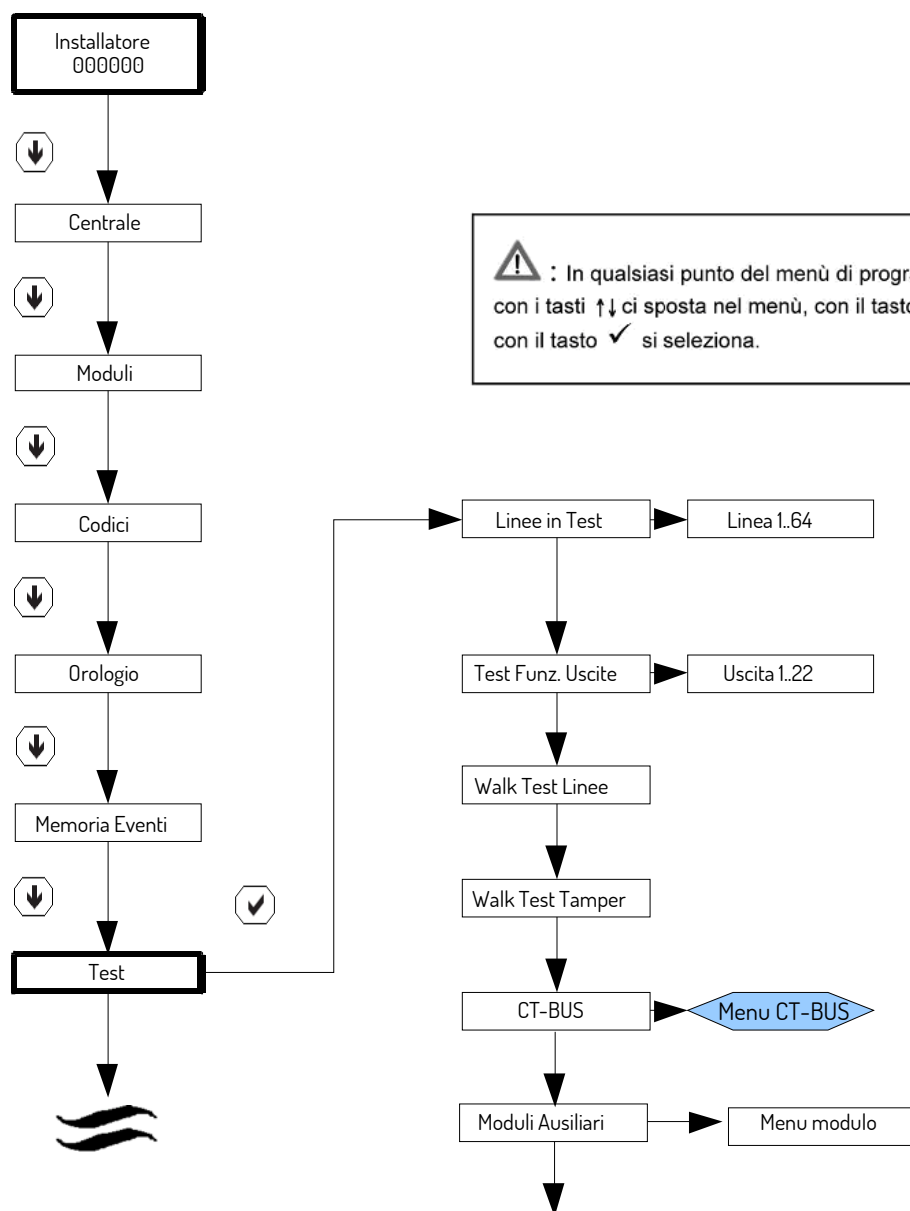 Installatore
000000
Centrale
: In qualsiasi punto del menù di progr
con i tasti ↑↓ ci sposta nel menù, con il tasto
con il tasto ✓ si seleziona.
Moduli
Codici
Linee in Test
Linea 1..64
Orologio
Test Funz. Uscite
Uscita 1..22
Memoria Eventi
Walk Test Linee
Walk Test Tamper
Test
CT-BUS
Menu CT-BUS
Moduli Ausiliari
Menu modulo